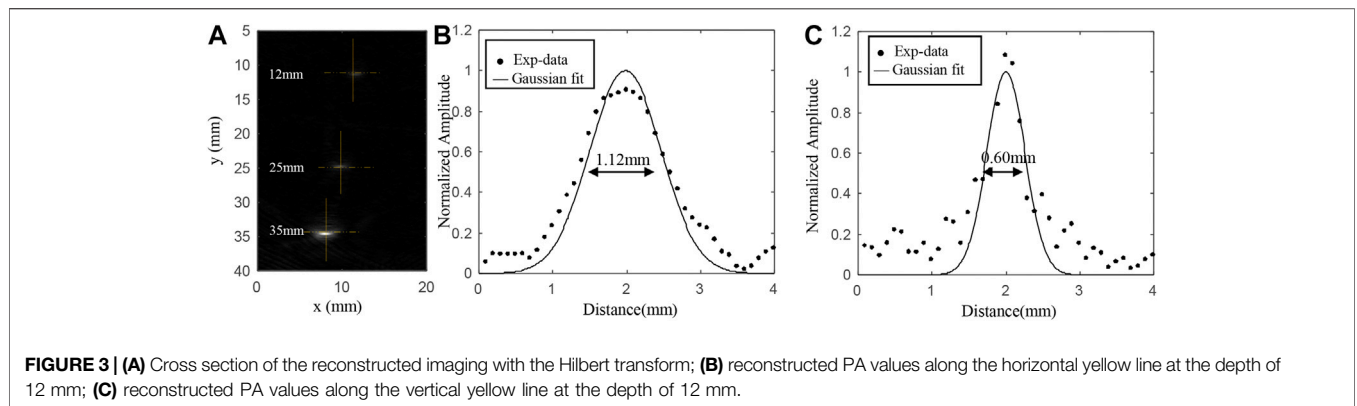 A
5
10
15
20
25
30
35
40
y (mm)
12mm
25mm
35mm
0 10 20
x (mm)
B
Exp-data
Gaussian fit
1
0.8
0.6
0.4
0.2
0
Normalized Amplitude
1.12mm
0 1 2 3 4
Distance(mm)
C
Exp-data
Gaussian fit
1
0.8
0.6
0.4
0.2
0
Normalized Amplitude
0.60mm
0 1 2 3 4
Distance(mm)
FIGURE 3 | (A) Cross section of the reconstructed imaging with the Hilbert transform; (B) reconstructed PA values along the horizontal yellow line at the depth of
12 mm; (C) reconstructed PA values along the vertical yellow line at the depth of 12 mm.